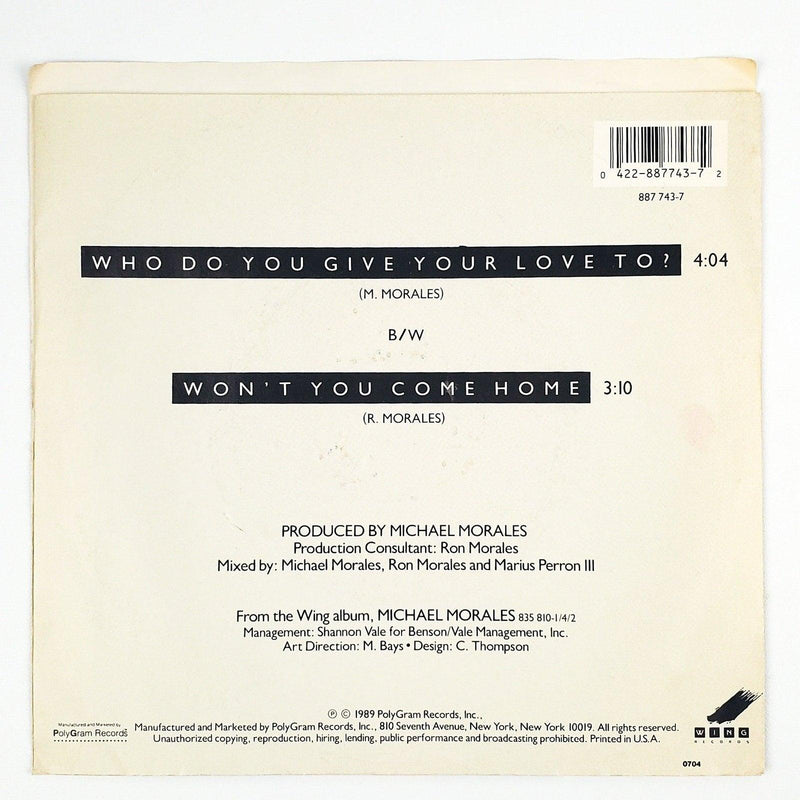 0 422-887743-7 2
887 743-7
WHO DO YOU GIVE YOUR LOVE TO? 4:04
(M. MORALES)
B/W
WON'T YOU COME HOME 3:10
(R. MORALES)
PRODUCED BY MICHAEL MORALES
Production Consultant: Ron Morales
Mixed by: Michael Morales, Ron Morales and Marius Perron III
From the Wing album, MICHAEL MORALES 835 810-1/4/2
Management: Shannon Vale for Benson/Vale Management, Inc.
Art Direction: M. Bays • Design: C. Thompson
℗ © 1989 PolyGram Records, Inc.,
Manufactured and Marketed by PolyGram Records, Inc., 810 Seventh Avenue, New York, New York 10019. All rights reserved.
Unauthorized copying, reproduction, hiring, lending, public performance and broadcasting prohibited. Printed in U.S.A.
Manufactured and Marketed by
PolyGram Records
WING
RECORDS
0704